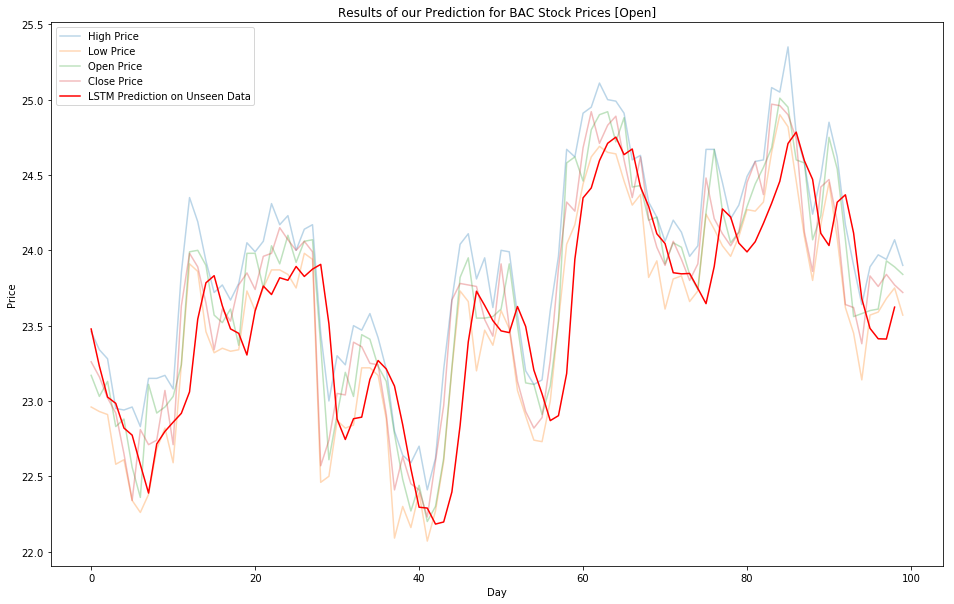 Results of our Prediction for BAC Stock Prices [Open]
High Price
Low Price
Open Price
Close Price
LSTM Prediction on Unseen Data
25.5
25.0
24.5
24.0
23.5
23.0
22.5
22.0
Price
0 20 40 60 80 100
Day